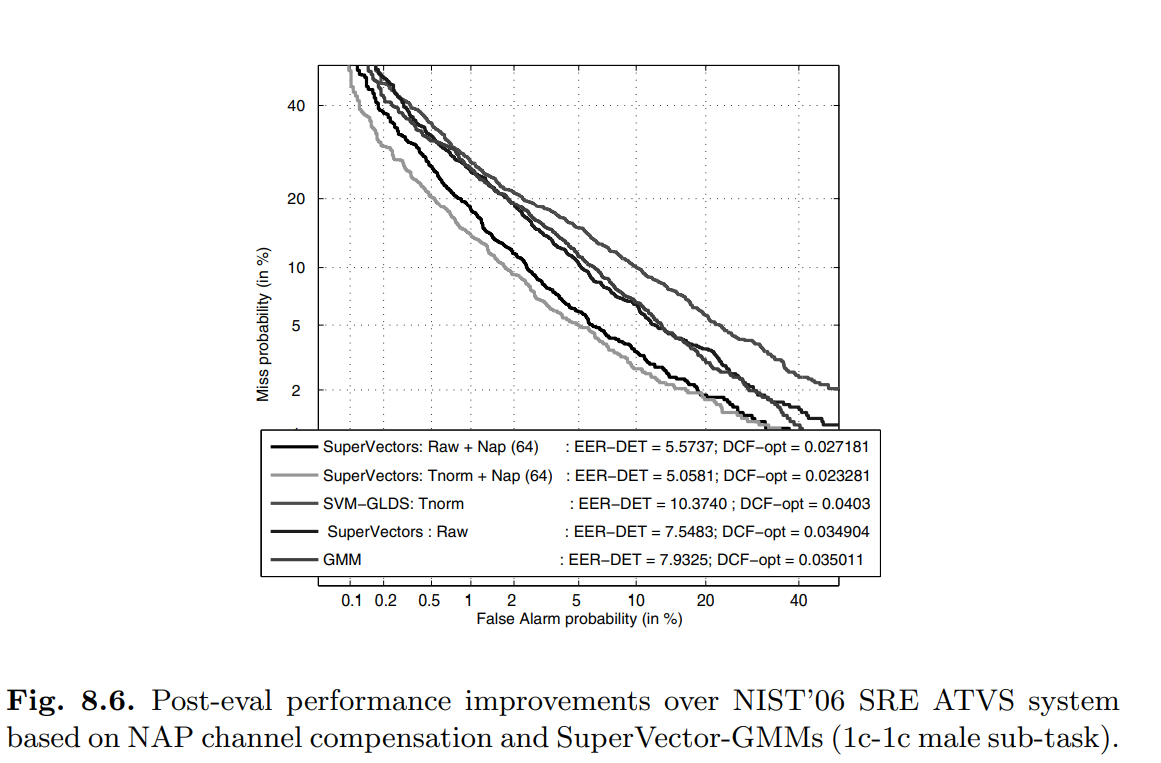 40
20
10
5
2
Miss probability (in %)
SuperVectors: Raw + Nap (64) : EER−DET = 5.5737; DCF−opt = 0.027181
SuperVectors: Tnorm + Nap (64) : EER−DET = 5.0581; DCF−opt = 0.023281
SVM−GLDS: Tnorm : EER−DET = 10.3740 ; DCF−opt = 0.0403
SuperVectors : Raw : EER−DET = 7.5483; DCF−opt = 0.034904
GMM : EER−DET = 7.9325; DCF−opt = 0.035011
0.1 0.2 0.5 1 2 5 10 20 40
False Alarm probability (in %)
Fig. 8.6. Post-eval performance improvements over NIST'06 SRE ATVS system
based on NAP channel compensation and SuperVector-GMMs (1c-1c male sub-task).